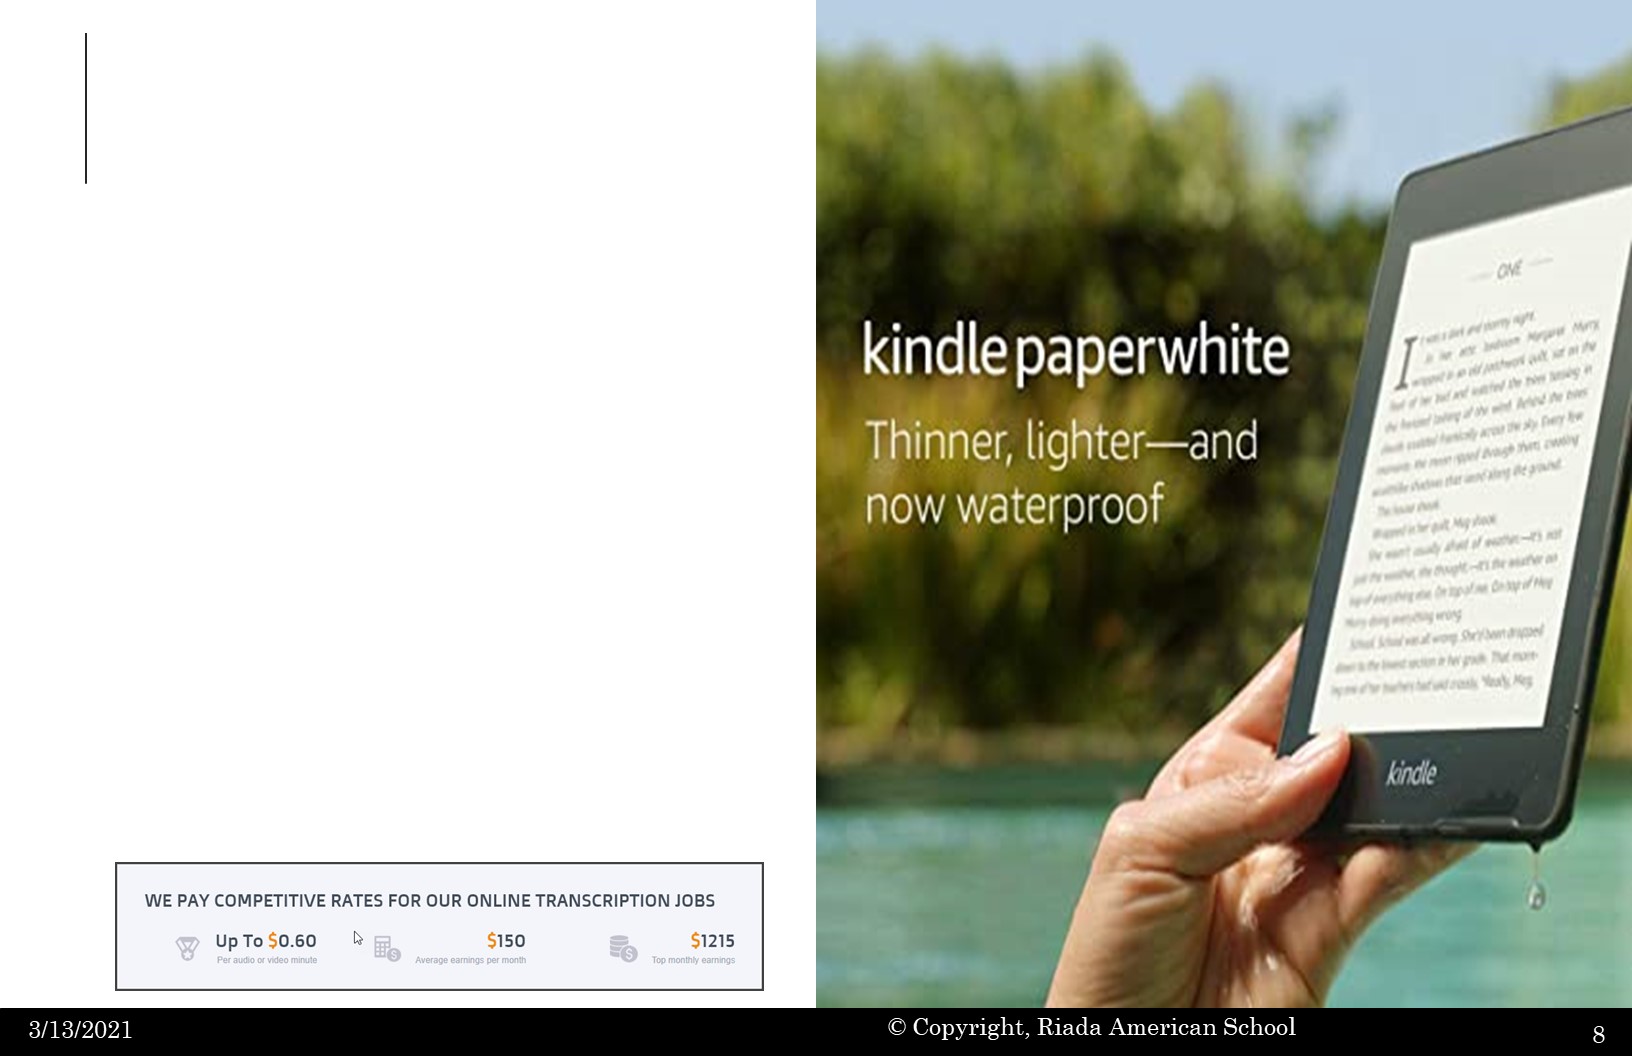 WE PAY COMPETITIVE RATES FOR OUR ONLINE TRANSCRIPTION JOBS
Up To $0.60
Per audio or video minute
$150
Average earnings per month
$1215
Top monthly earnings
kindle paperwhite
Thinner, lighter—and
now waterproof
ONE
It was a dark and stormy night.
In her attic bedroom Margaret Murry,
wrapped in an old patchwork quilt, sat on the
foot of her bed and watched the trees tossing in
the frenzied lashing of the wind. Behind the trees
clouds scudded frantically across the sky. Every few
moments the moon ripped through them, creating
wraithlike shadows that raced along the ground.
The house shook.
Wrapped in her quilt, Meg shook.
She wasn't usually afraid of weather.—It's not
just the weather, she thought.—It's the weather on
top of everything else. On top of me. On top of Meg
Murry doing everything wrong.
School. School was all wrong. She'd been dropped
down to the lowest section in her grade. That morn-
ing one of her teachers had said crossly, "Really, Meg,
kindle
3/13/2021
© Copyright, Riada American School
8